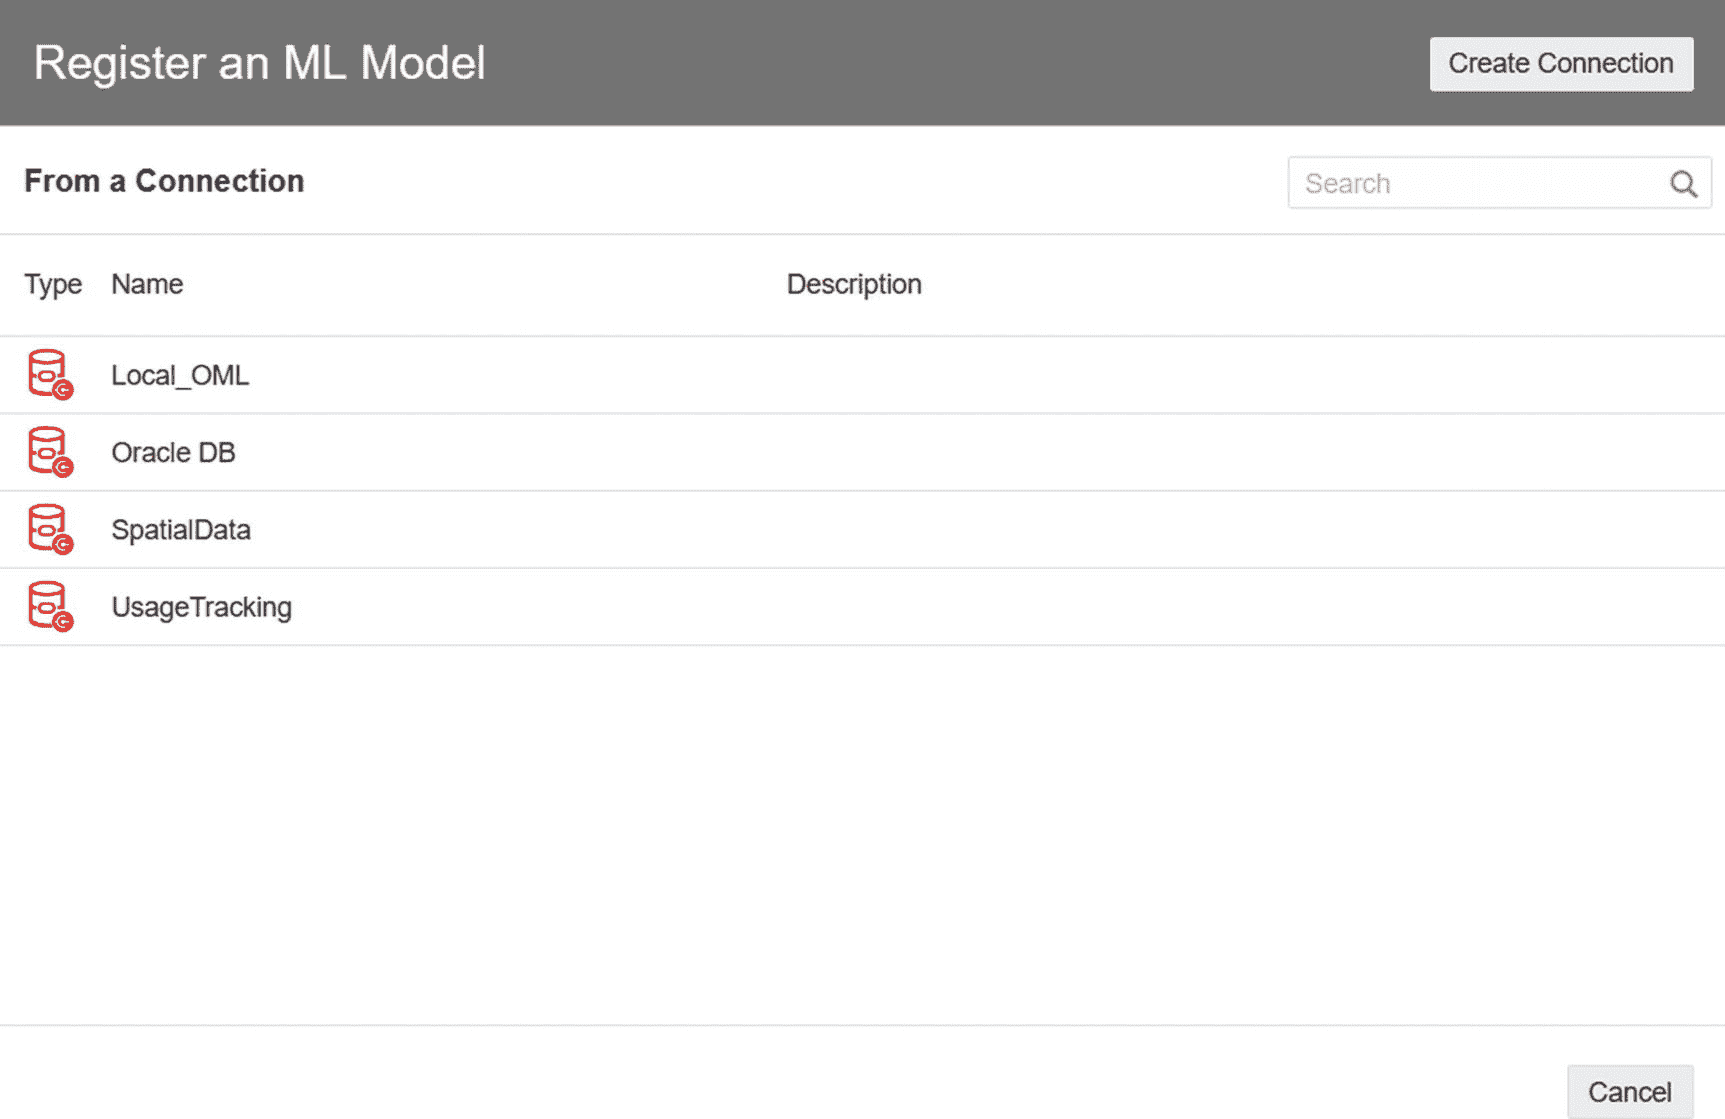 Register an ML Model
Create Connection
From a Connection
Search
Type Name Description
Local_OML
Oracle DB
SpatialData
UsageTracking
Cancel